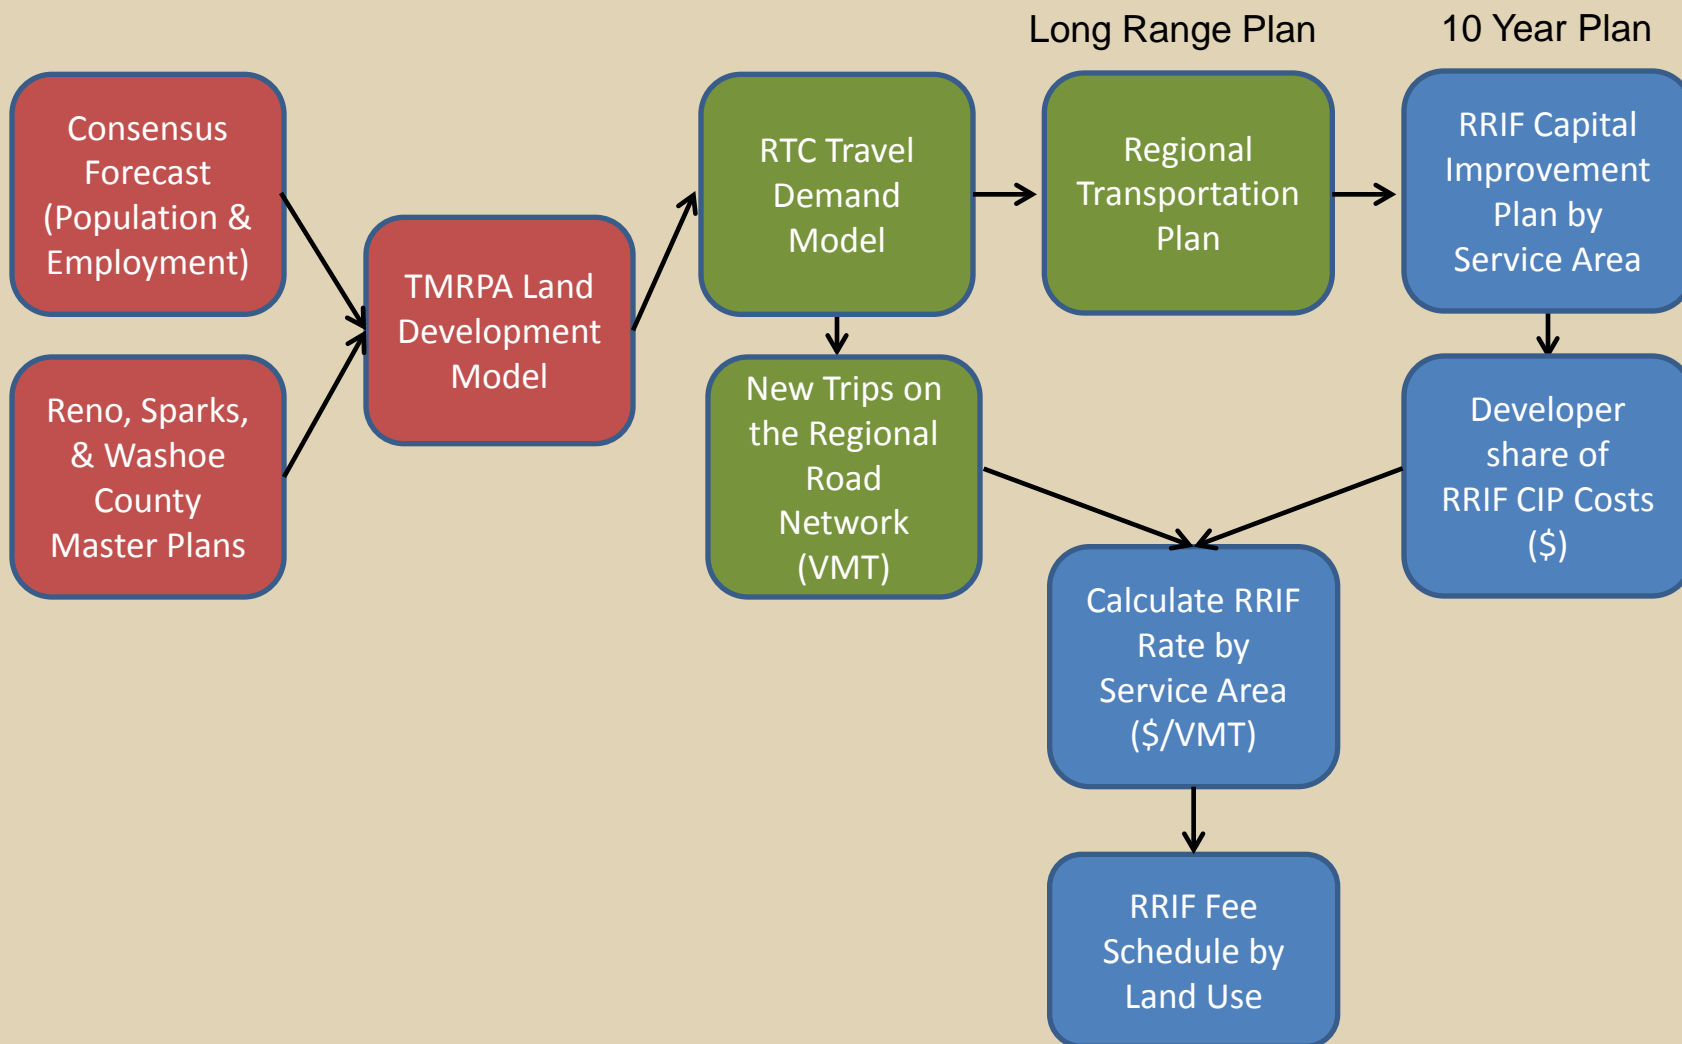 Long Range Plan
10 Year Plan
Consensus
Forecast
(Population &
Employment)
Reno, Sparks,
& Washoe
County
Master Plans
TMRPA Land
Development
Model
RTC Travel
Demand
Model
New Trips on
the Regional
Road
Network
(VMT)
Regional
Transportation
Plan
RRIF Capital
Improvement
Plan by
Service Area
Developer
share of
RRIF CIP Costs
($)
Calculate RRIF
Rate by
Service Area
($/VMT)
RRIF Fee
Schedule by
Land Use